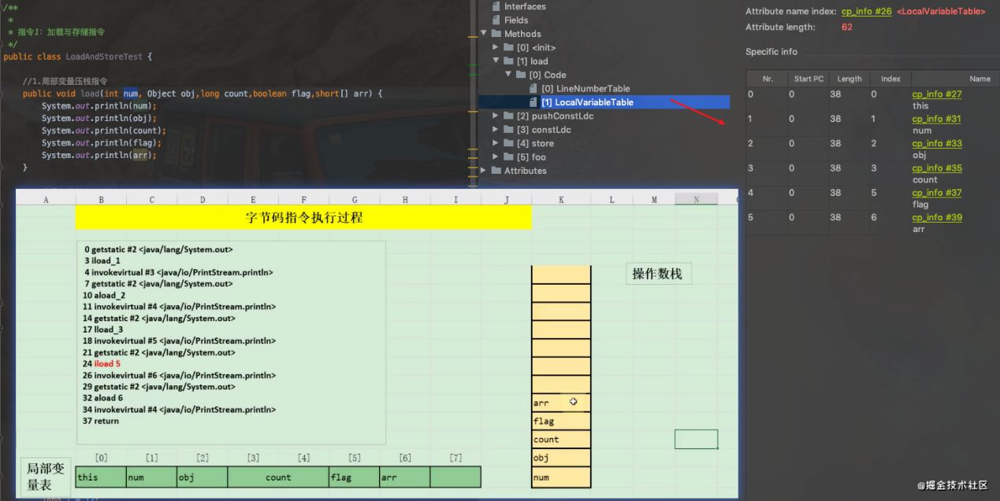 /**
*
* 指令1：加载与存储指令
*/
public class LoadAndStoreTest {
//1.局部变量压栈指令
public void load(int num, Object obj,long count,boolean flag,short[] arr) {
System.out.println(num);
System.out.println(obj);
System.out.println(count);
System.out.println(flag);
System.out.println(arr);
}
Interfaces
Fields
Methods
[0] <init>
[1] load
[0] Code
[0] LineNumberTable
[1] LocalVariableTable
[2] pushConstLdc
[3] constLdc
[4] store
[5] foo
Attributes
Attribute name index: cp_info #26 <LocalVariableTable>
Attribute length: 62
Specific info
Nr. Start PC Length Index Name
0 0 38 0 cp_info #27
this
1 0 38 1 cp_info #31
num
2 0 38 2 cp_info #33
obj
3 0 38 3 cp_info #35
count
4 0 38 5 cp_info #37
flag
5 0 38 6 cp_info #39
arr
A B C D E F G H I J K L M N
字节码指令执行过程
0 getstatic #2 <java/lang/System.out>
3 iload_1
4 invokevirtual #3 <java/io/PrintStream.println>
7 getstatic #2 <java/lang/System.out>
10 aload_2
11 invokevirtual #4 <java/io/PrintStream.println>
14 getstatic #2 <java/lang/System.out>
17 lload_3
18 invokevirtual #5 <java/io/PrintStream.println>
21 getstatic #2 <java/lang/System.out>
24 iload 5
26 invokevirtual #6 <java/io/PrintStream.println>
29 getstatic #2 <java/lang/System.out>
32 aload 6
34 invokevirtual #4 <java/io/PrintStream.println>
37 return
操作数栈
arr
flag
count
obj
num
[0] [1] [2] [3] [4] [5] [6] [7]
局部变
量表
this num obj count flag arr
@掘金技术社区